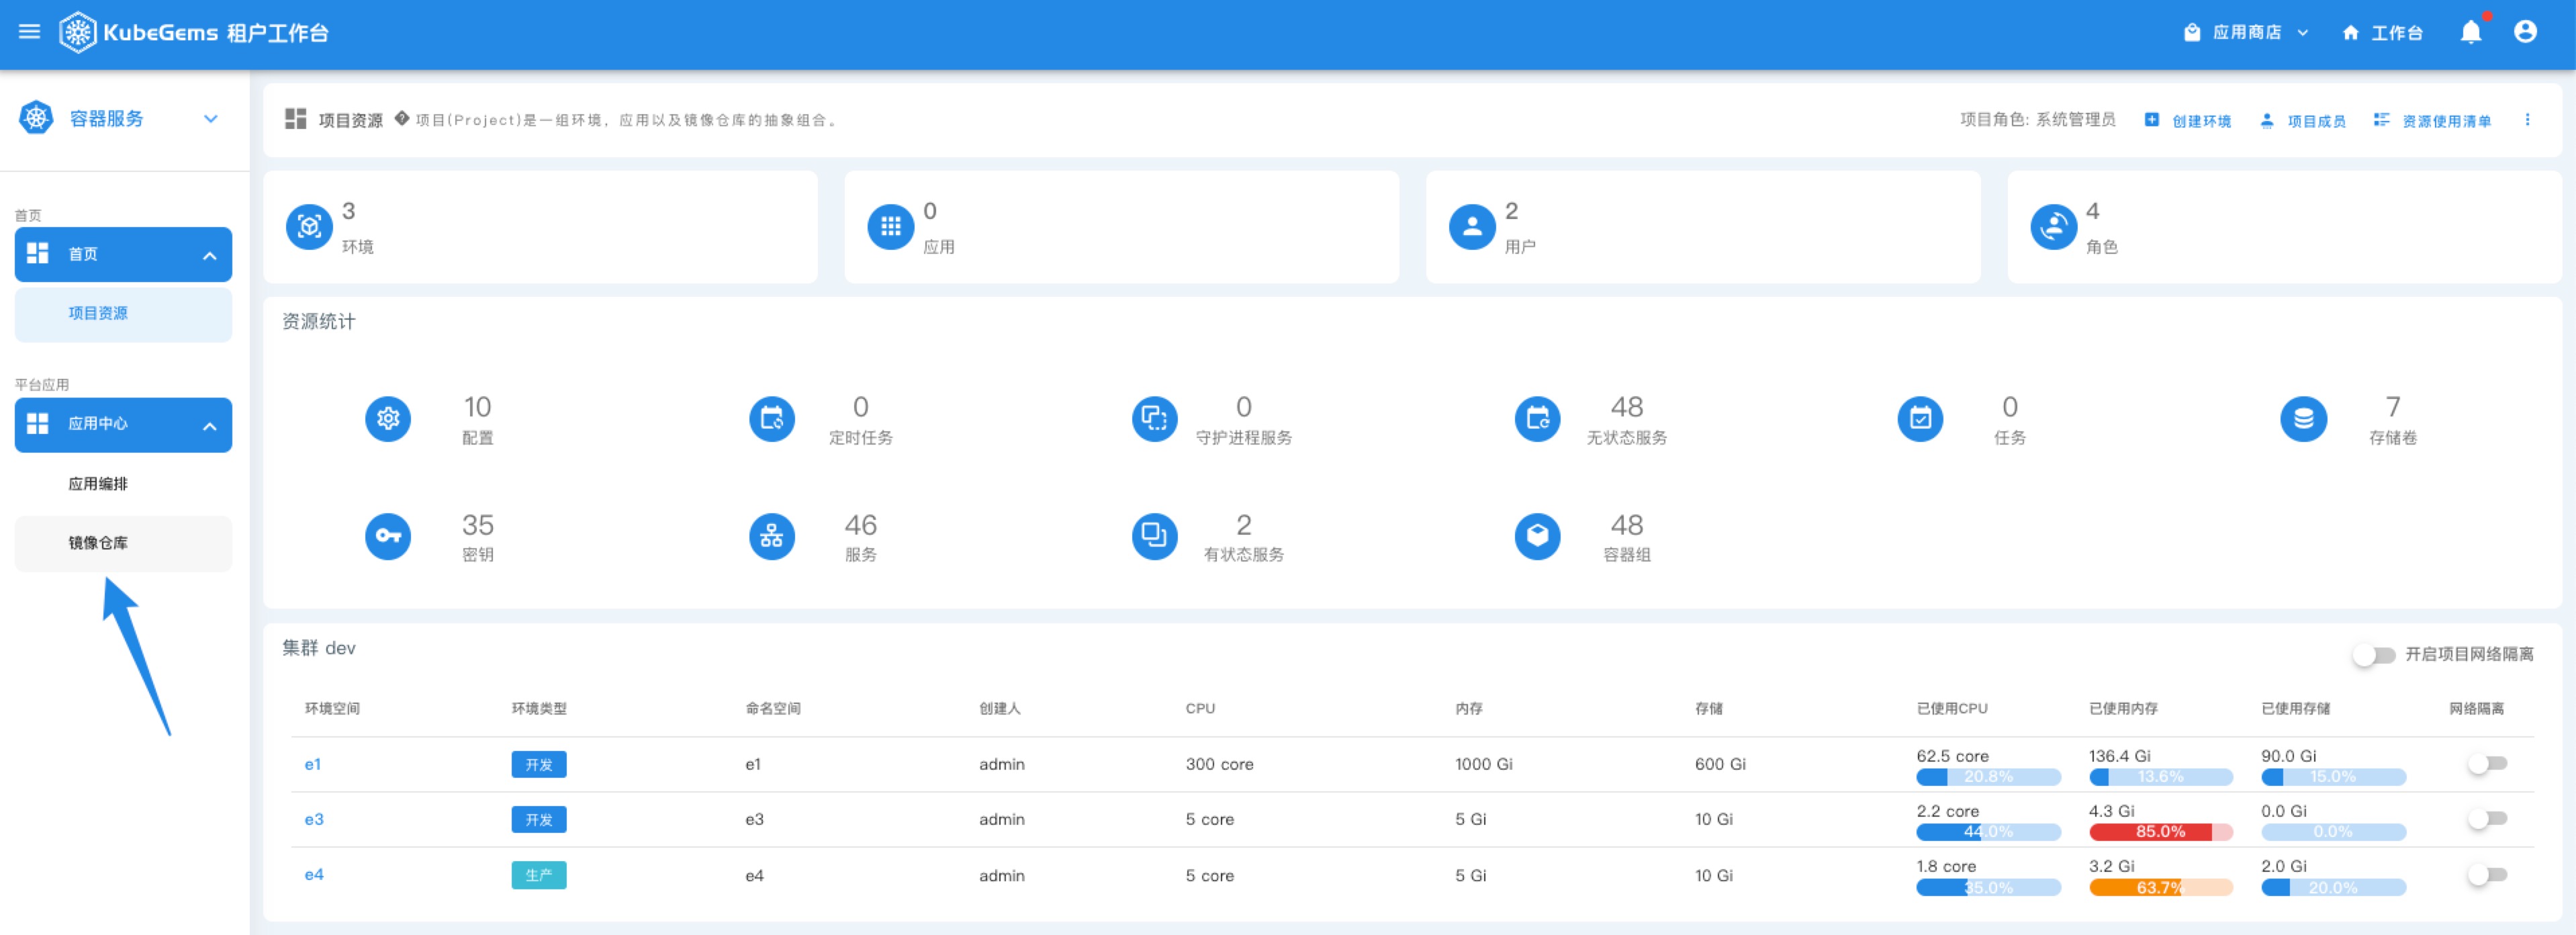 KubeGems 租户工作台
应用商店
工作台
容器服务
项目资源 项目(Project)是一组环境，应用以及镜像仓库的抽象组合。
项目角色: 系统管理员
创建环境
项目成员
资源使用清单
首页
首页
项目资源
平台应用
应用中心
应用编排
镜像仓库
3
环境
0
应用
2
用户
4
角色
资源统计
10
配置
0
定时任务
0
守护进程服务
48
无状态服务
0
任务
7
存储卷
35
密钥
46
服务
2
有状态服务
48
容器组
集群 dev
开启项目网络隔离
环境空间 环境类型 命名空间 创建人 CPU 内存 存储 已使用CPU 已使用内存 已使用存储 网络隔离
e1 开发 e1 admin 300 core 1000 Gi 600 Gi 62.5 core 136.4 Gi 90.0 Gi
20.8% 13.6% 15.0%
e3 开发 e3 admin 5 core 5 Gi 10 Gi 2.2 core 4.3 Gi 0.0 Gi
44.0% 85.0% 0.0%
e4 生产 e4 admin 5 core 5 Gi 10 Gi 1.8 core 3.2 Gi 2.0 Gi
35.0% 63.7% 20.0%